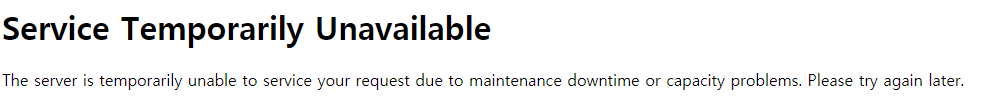 Service Temporarily Unavailable
The server is temporarily unable to service your request due to maintenance downtime or capacity problems. Please try again later.